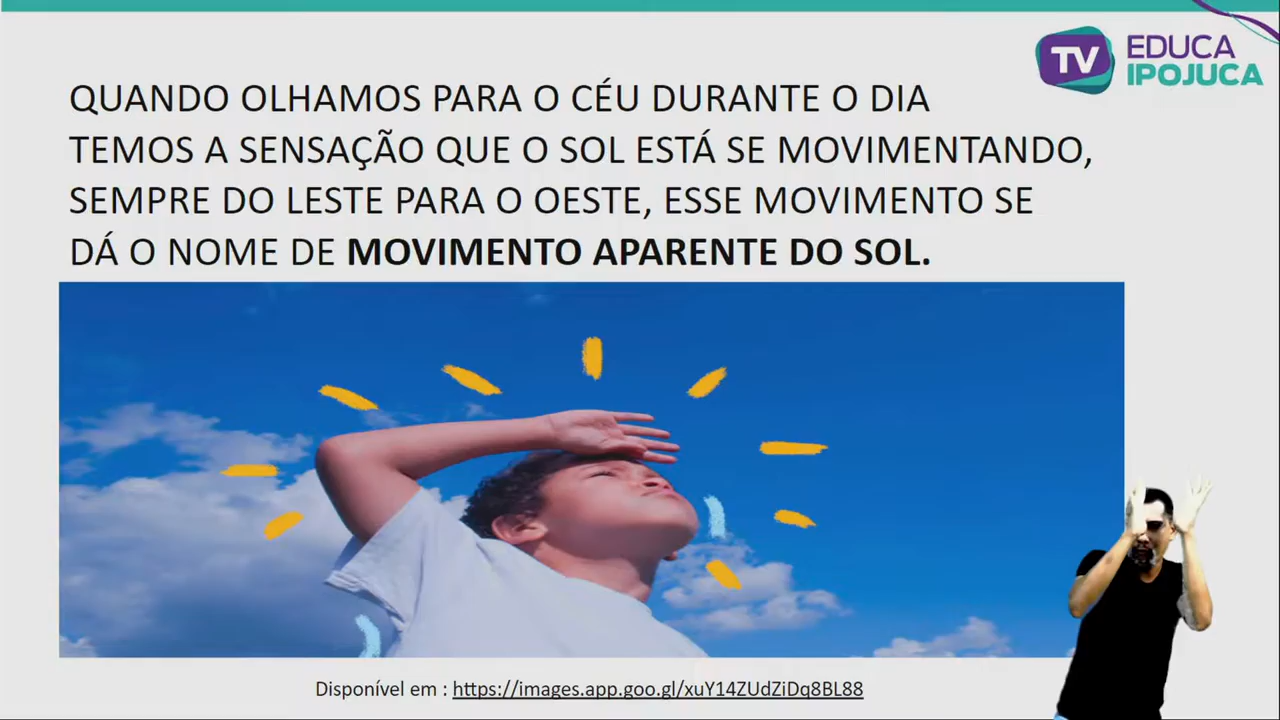 TV EDUCA
IPOJUCA
QUANDO OLHAMOS PARA O CÉU DURANTE O DIA
TEMOS A SENSAÇÃO QUE O SOL ESTÁ SE MOVIMENTANDO,
SEMPRE DO LESTE PARA O OESTE, ESSE MOVIMENTO SE
DÁ O NOME DE MOVIMENTO APARENTE DO SOL.
Disponível em : https://images.app.goo.gl/xuY14ZUdZiDq8BL88